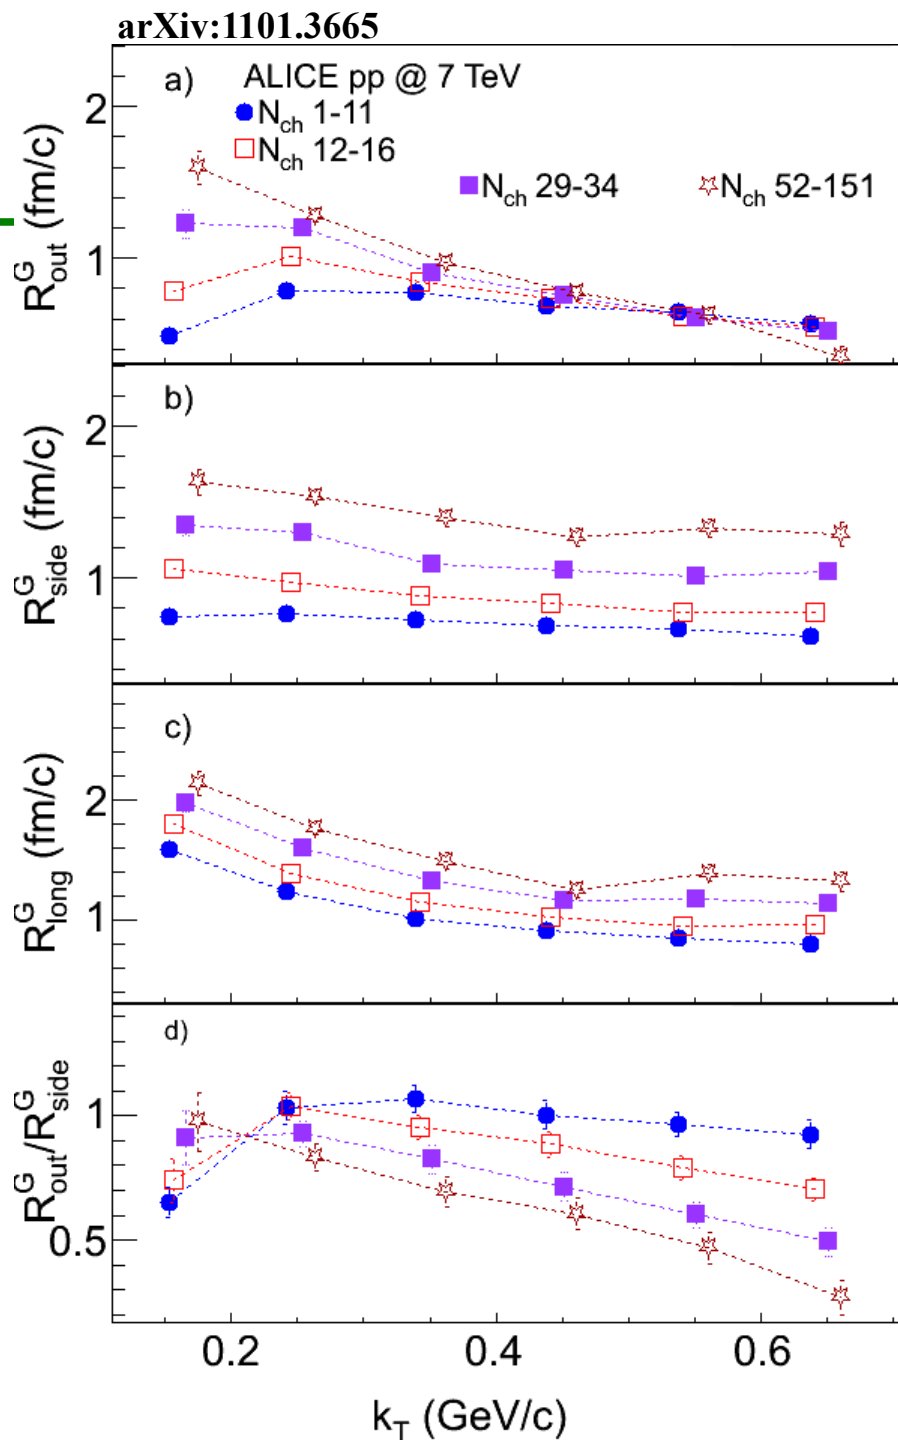 arXiv:1101.3665
a)
ALICE pp @ 7 TeV
N_ch 1-11
N_ch 12-16
N_ch 29-34
N_ch 52-151
2
1
R^G_out (fm/c)
b)
2
1
R^G_side (fm/c)
c)
2
1
R^G_long (fm/c)
d)
1
0.5
R^G_out/R^G_side
0.2 0.4 0.6
k_T (GeV/c)